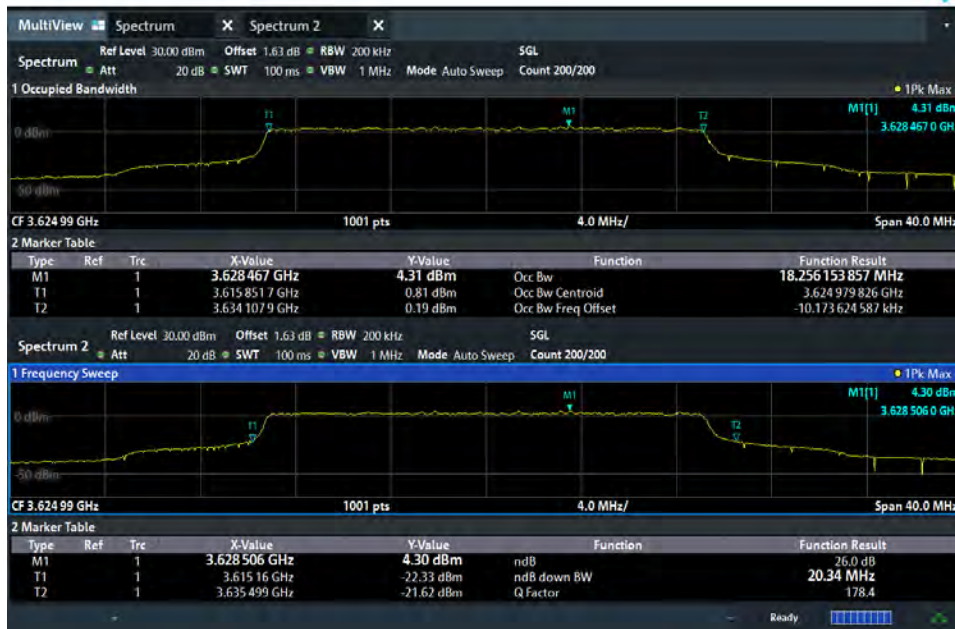 MultiView Spectrum X Spectrum 2 X
Ref Level 30.00 dBm Offset 1.63 dB RBW 200 kHz SGL
Spectrum Att 20 dB SWT 100 ms VBW 1 MHz Mode Auto Sweep Count 200/200
1 Occupied Bandwidth 1Pk Max
M1[1] 4.31 dBm
3.628 467 0 GH
T1 M1 T2
0 dBm
-50 dBm
CF 3.624 99 GHz 1001 pts 4.0 MHz/ Span 40.0 MHz
2 Marker Table
Type Ref Trc X-Value Y-Value Function Function Result
M1 1 3.628 467 GHz 4.31 dBm Occ Bw 18.256 153 857 MHz
T1 1 3.615 851 7 GHz 0.81 dBm Occ Bw Centroid 3.624 979 826 GHz
T2 1 3.634 107 9 GHz 0.19 dBm Occ Bw Freq Offset -10.173 624 587 kHz
Ref Level 30.00 dBm Offset 1.63 dB RBW 200 kHz SGL
Spectrum 2 Att 20 dB SWT 100 ms VBW 1 MHz Mode Auto Sweep Count 200/200
1 Frequency Sweep 1Pk Max
M1[1] 4.30 dBm
3.628 506 0 GH
M1
0 dBm
T1 T2
-50 dBm
CF 3.624 99 GHz 1001 pts 4.0 MHz/ Span 40.0 MHz
2 Marker Table
Type Ref Trc X-Value Y-Value Function Function Result
M1 1 3.628 506 GHz 4.30 dBm ndB 26.0 dB
T1 1 3.615 16 GHz -22.33 dBm ndB down BW 20.34 MHz
T2 1 3.635 499 GHz -21.62 dBm Q Factor 178.4
Ready